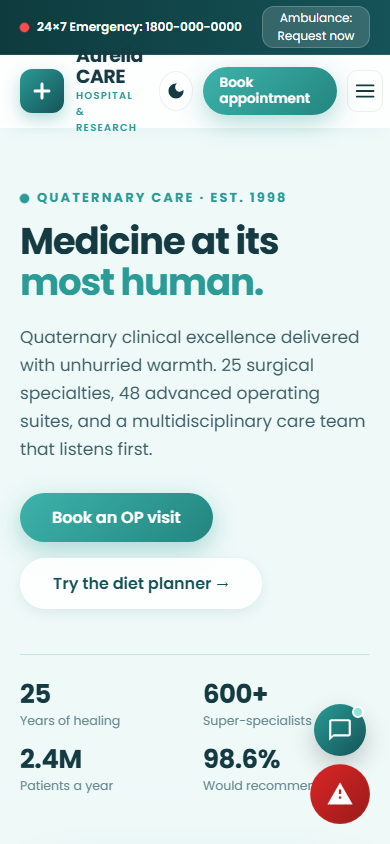 24×7 Emergency: 1800-000-0000
Ambulance:
Request now
Aurelia
CARE
HOSPITAL
&
RESEARCH
Book
appointment
QUATERNARY CARE · EST. 1998
Medicine at its
most human.
Quaternary clinical excellence delivered
with unhurried warmth. 25 surgical
specialties, 48 advanced operating
suites, and a multidisciplinary care team
that listens first.
Book an OP visit
Try the diet planner →
25
Years of healing
600+
Super-specialists
2.4M
Patients a year
98.6%
Would